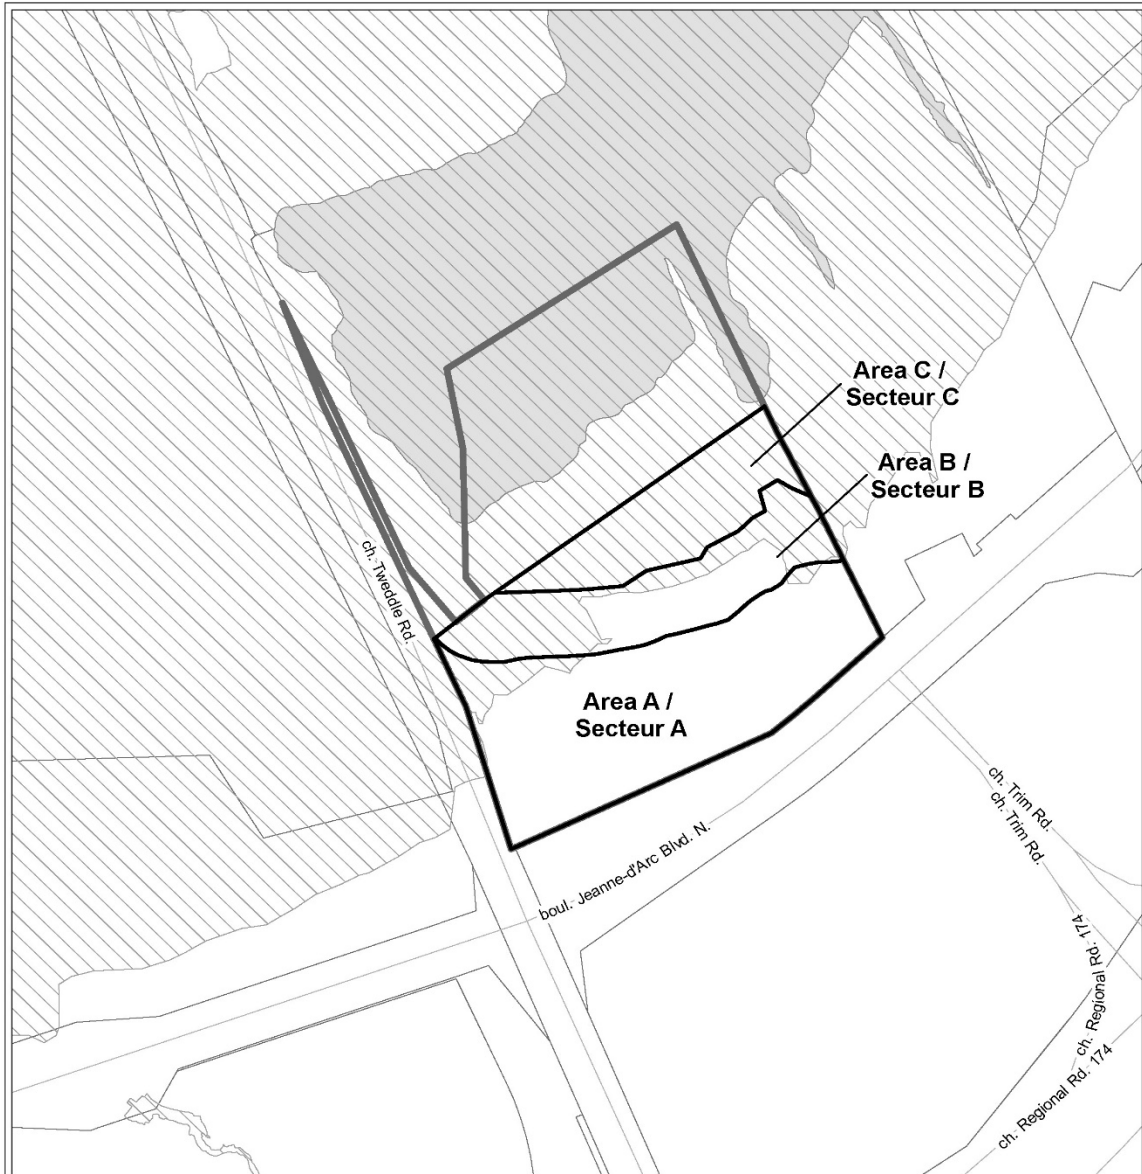 Area C /
Secteur C
Area B /
Secteur B
ch. Tweddle Rd.
Area A /
Secteur A
ch. Trim Rd.
ch. Trim Rd.
boul. Jeanne-d'Arc Blvd. N.
ch. Regional Rd. 174
ch. Regional Rd. 174